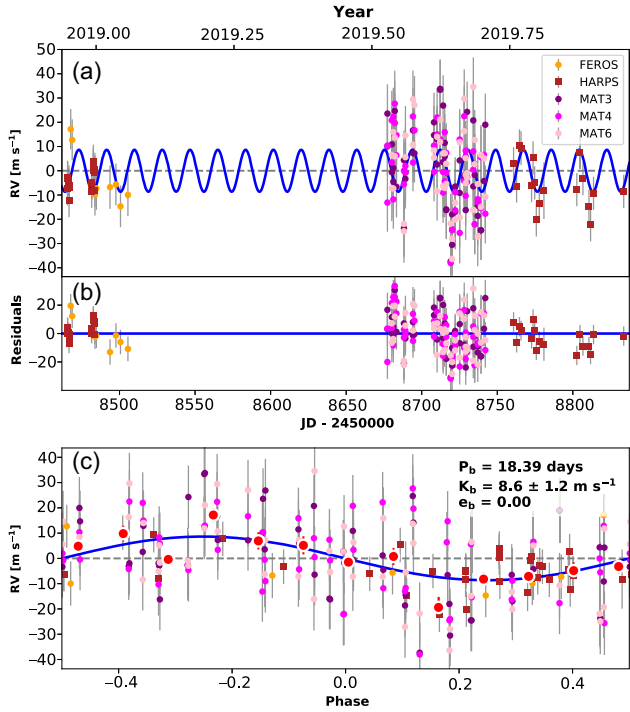 Year
2019.00 2019.25 2019.50 2019.75
(a)
50
40
30
20
10
0
−10
−20
−30
−40
RV [m s⁻¹]
FEROS
HARPS
MAT3
MAT4
MAT6
(b)
20
0
−20
Residuals
8500 8550 8600 8650 8700 8750 8800
JD - 2450000
(c)
40
30
20
10
0
−10
−20
−30
−40
RV [m s⁻¹]
P_b = 18.39 days
K_b = 8.6 ± 1.2 m s⁻¹
e_b = 0.00
−0.4 −0.2 0.0 0.2 0.4
Phase